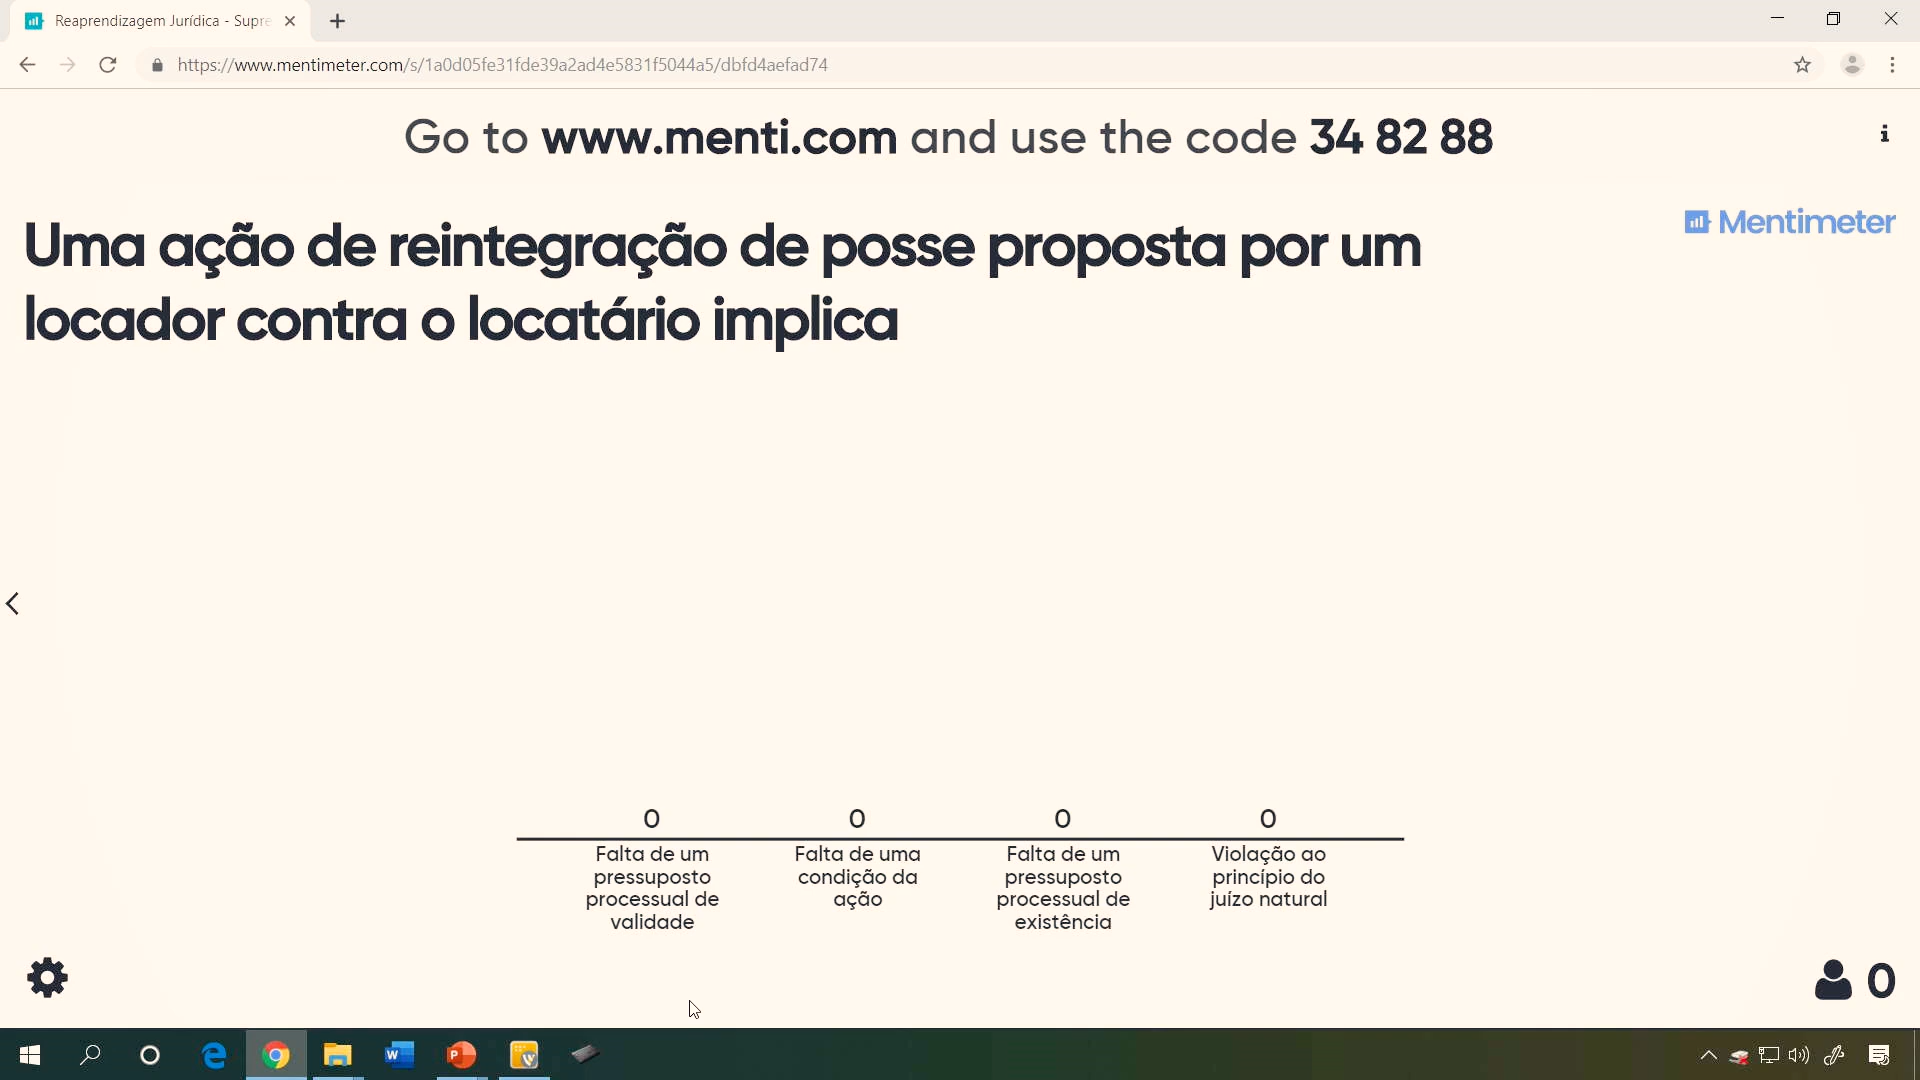 Reaprendizagem Jurídica - Supre
https://www.mentimeter.com/s/1a0d05fe31fde39a2ad4e5831f5044a5/dbfd4aefad74
Go to www.menti.com and use the code 34 82 88
Mentimeter
Uma ação de reintegração de posse proposta por um
locador contra o locatário implica
0 0 0 0
Falta de um
pressuposto
processual de
validade
Falta de uma
condição da
ação
Falta de um
pressuposto
processual de
existência
Violação ao
princípio do
juízo natural
0